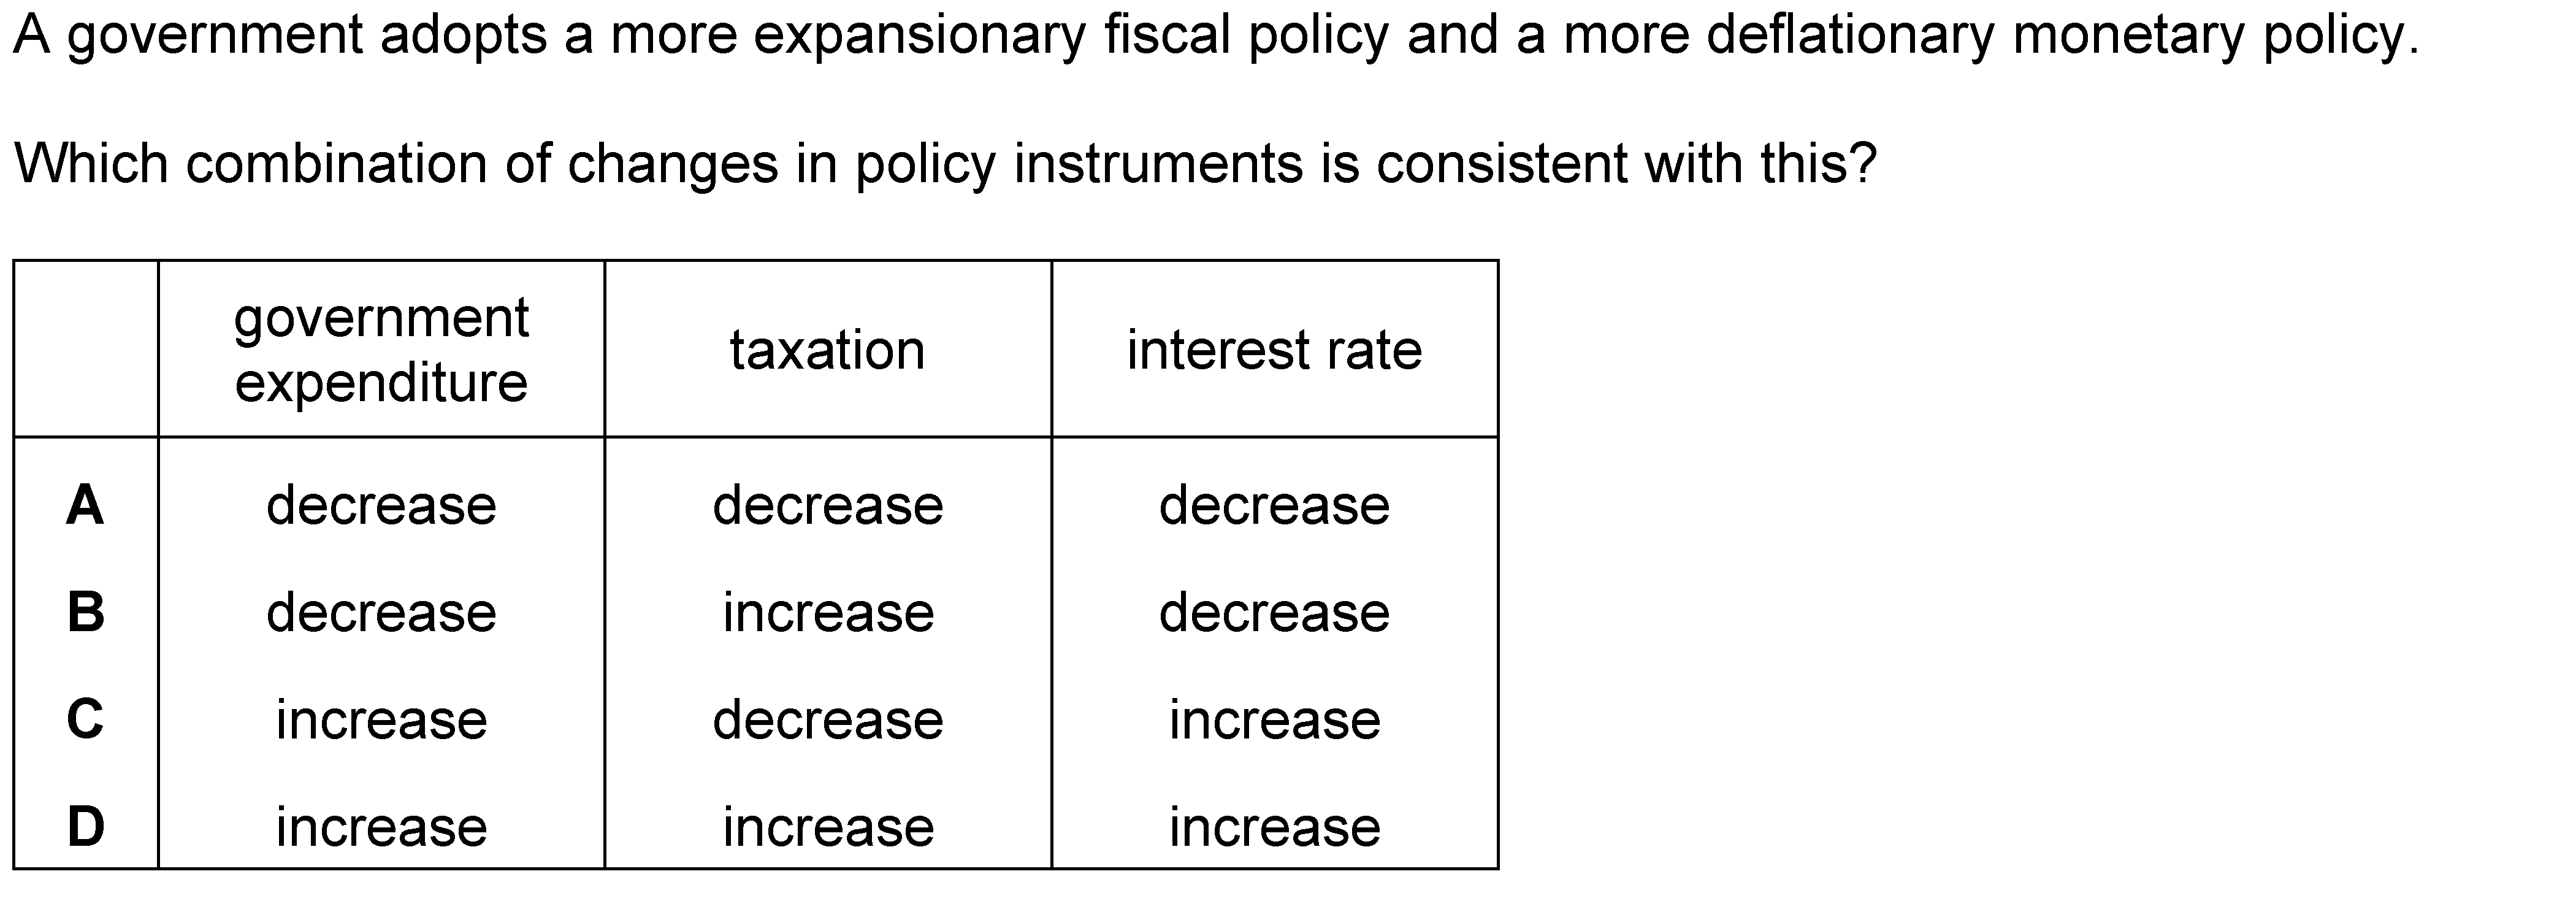 A government adopts a more expansionary fiscal policy and a more deflationary monetary policy.
Which combination of changes in policy instruments is consistent with this?
government expenditure taxation interest rate
A decrease decrease decrease
B decrease increase decrease
C increase decrease increase
D increase increase increase